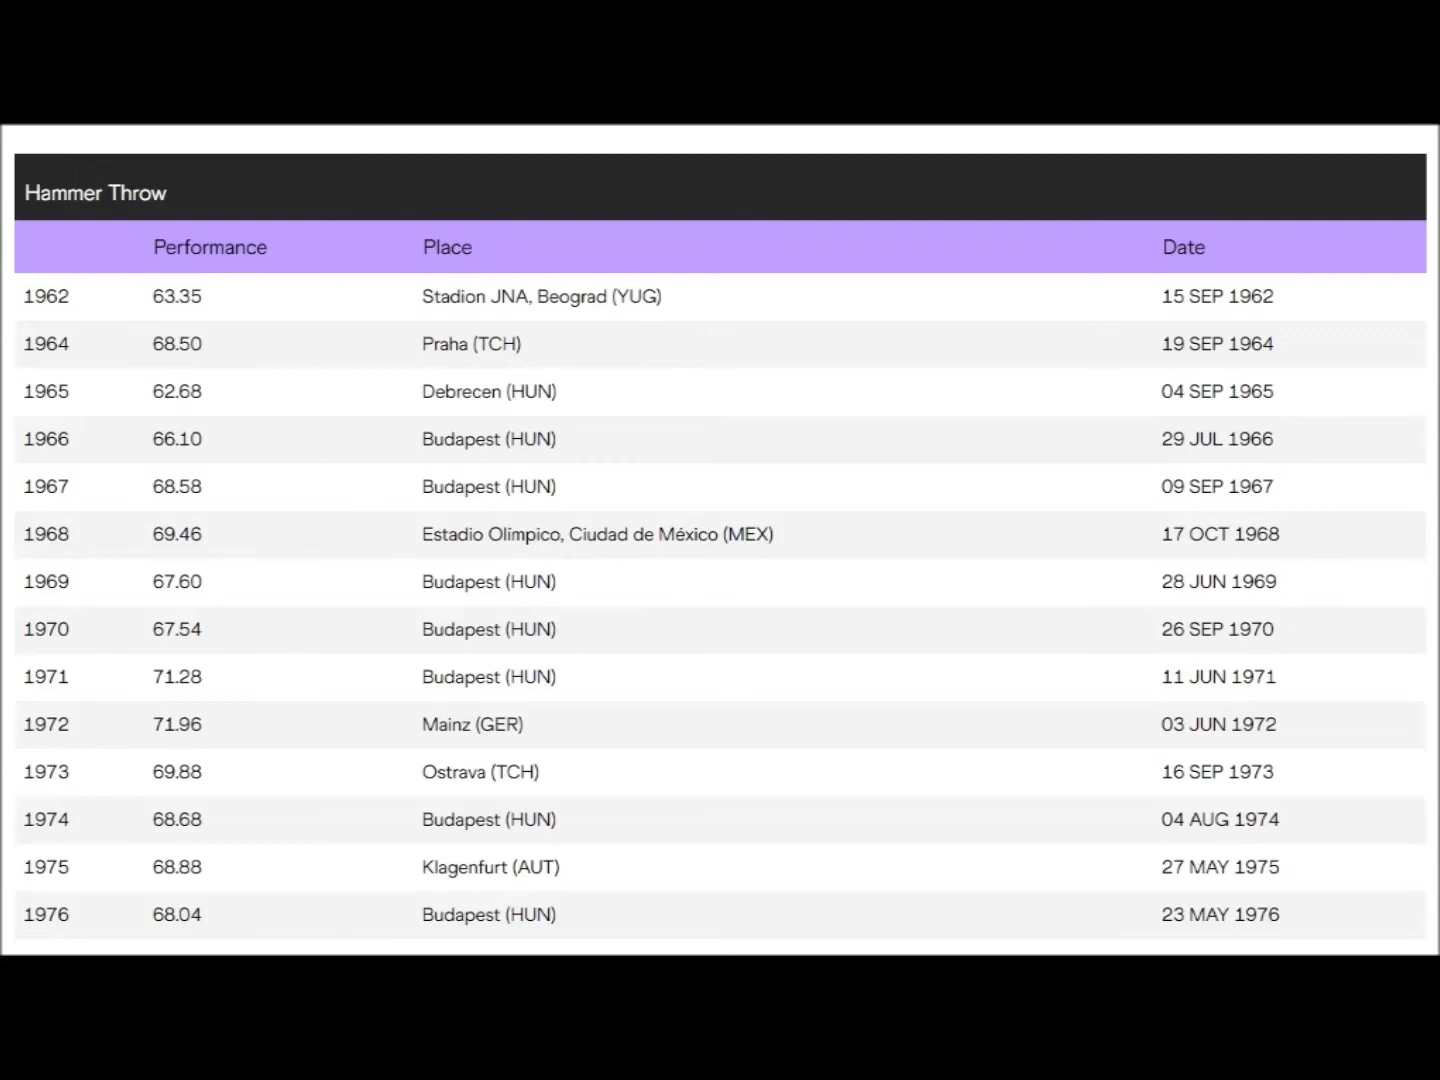 Hammer Throw
Performance Place Date
1962 63.35 Stadion JNA, Beograd (YUG) 15 SEP 1962
1964 68.50 Praha (TCH) 19 SEP 1964
1965 62.68 Debrecen (HUN) 04 SEP 1965
1966 66.10 Budapest (HUN) 29 JUL 1966
1967 68.58 Budapest (HUN) 09 SEP 1967
1968 69.46 Estadio Olímpico, Ciudad de México (MEX) 17 OCT 1968
1969 67.60 Budapest (HUN) 28 JUN 1969
1970 67.54 Budapest (HUN) 26 SEP 1970
1971 71.28 Budapest (HUN) 11 JUN 1971
1972 71.96 Mainz (GER) 03 JUN 1972
1973 69.88 Ostrava (TCH) 16 SEP 1973
1974 68.68 Budapest (HUN) 04 AUG 1974
1975 68.88 Klagenfurt (AUT) 27 MAY 1975
1976 68.04 Budapest (HUN) 23 MAY 1976